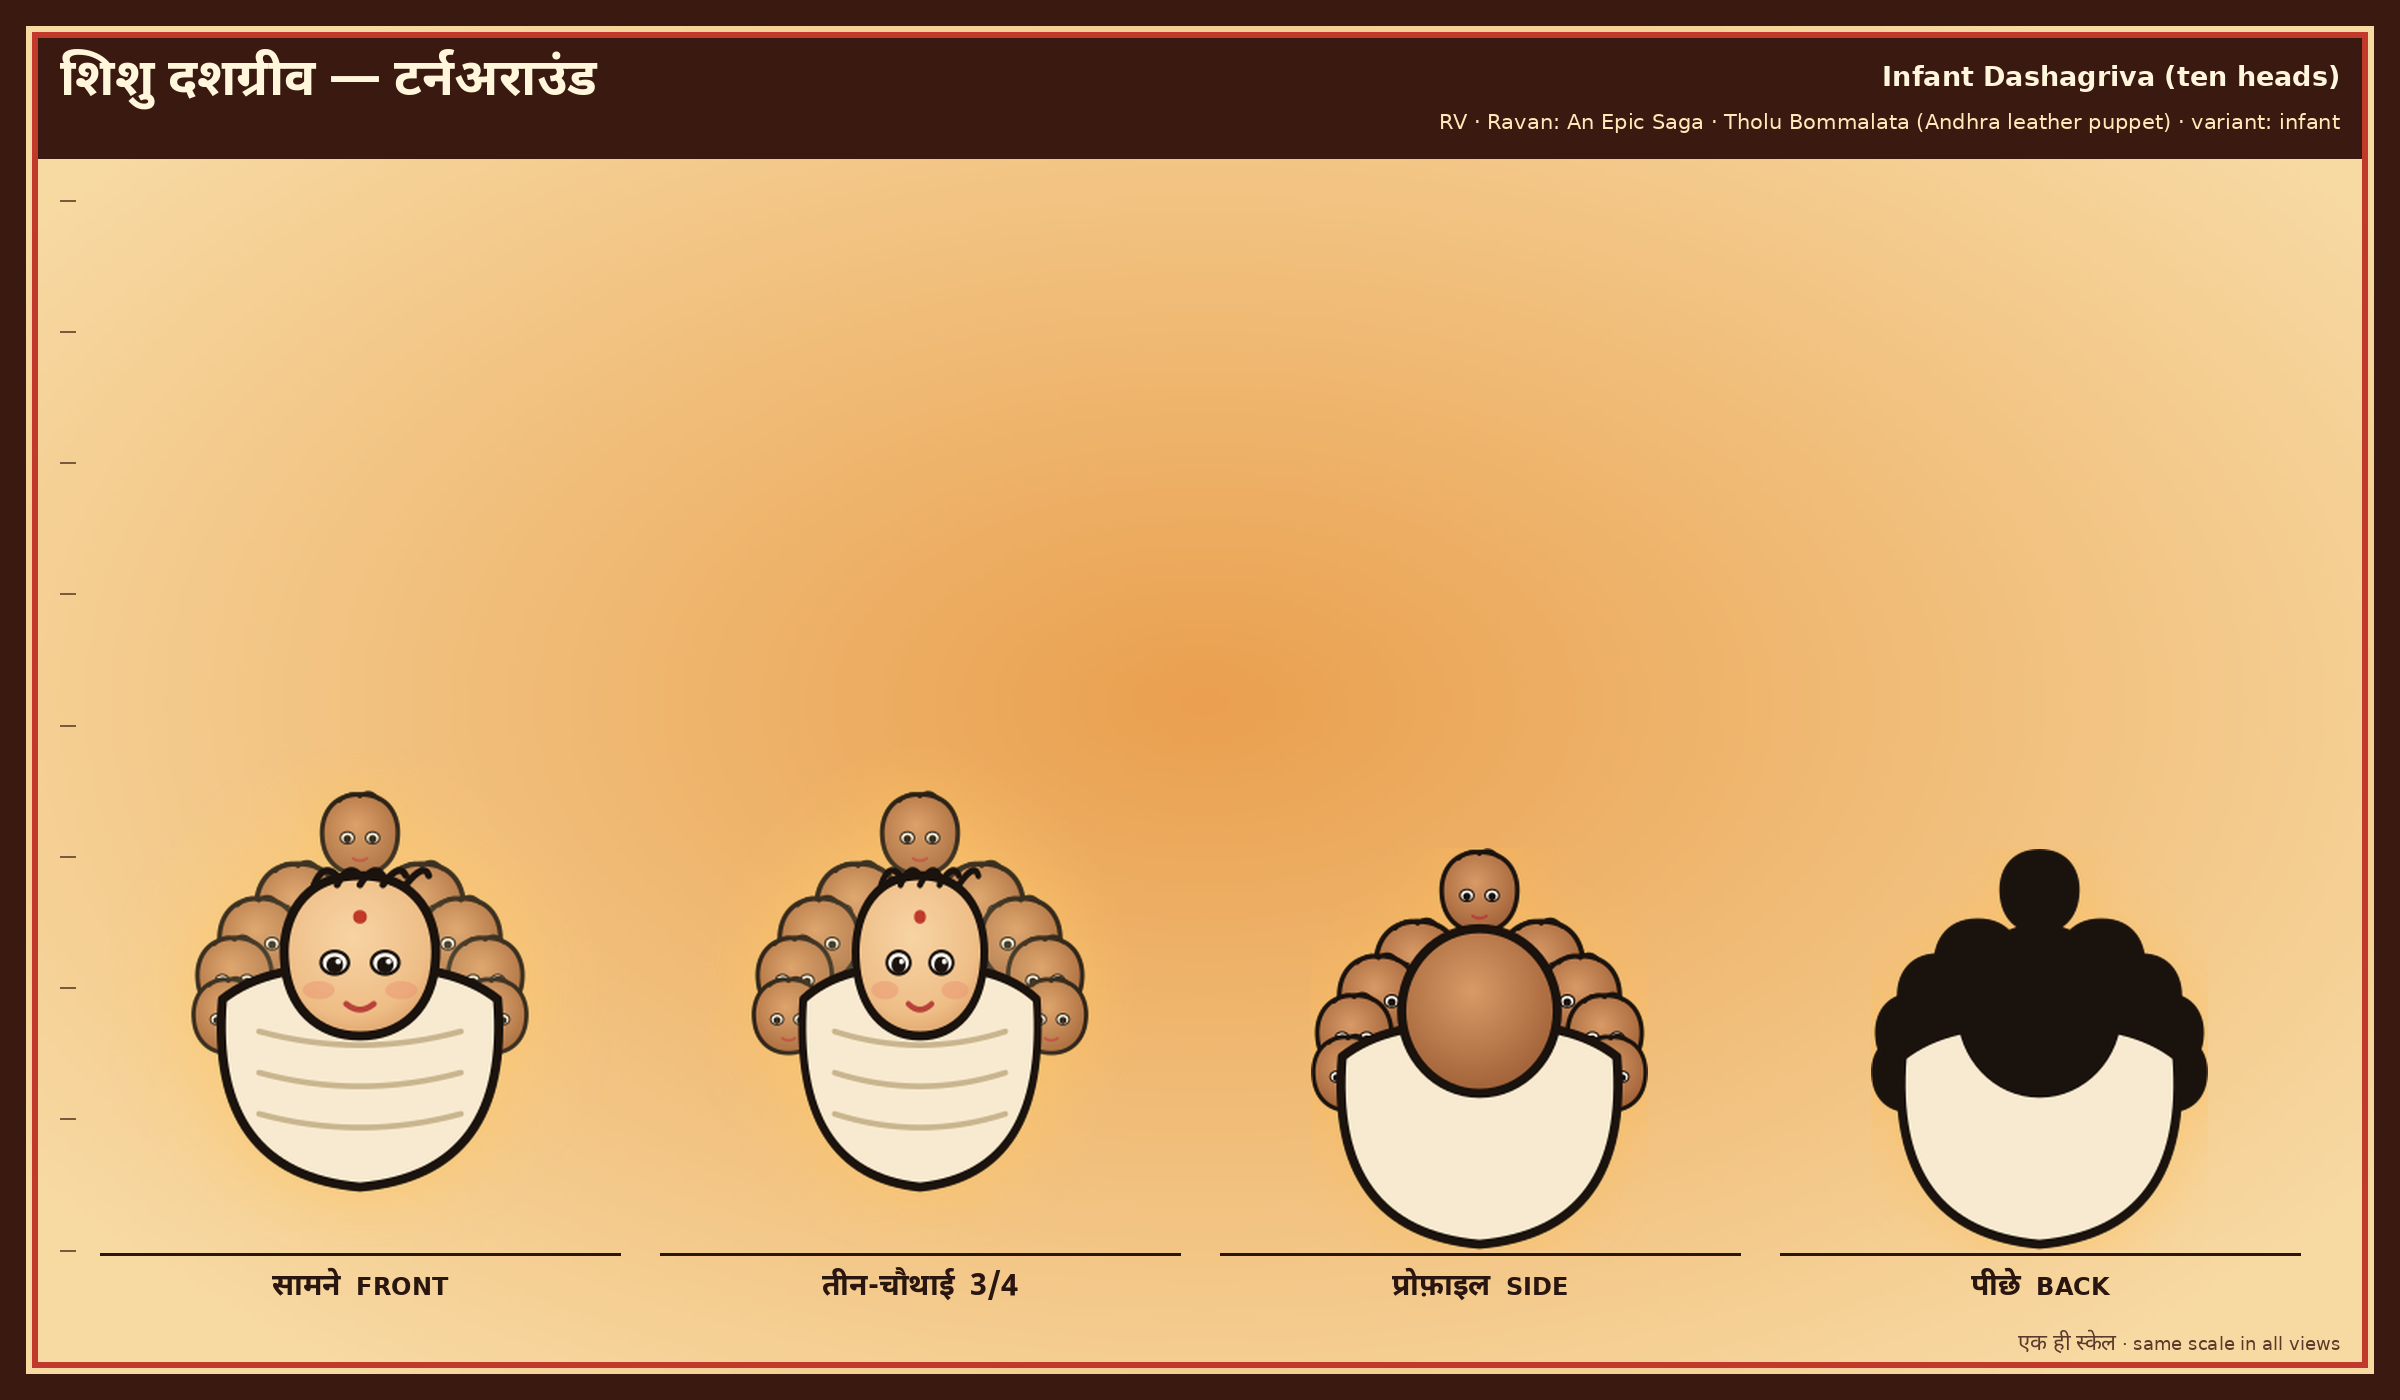 शिशु दशग्रीव — टर्नअराउंड
Infant Dashagriva (ten heads)
RV · Ravan: An Epic Saga · Tholu Bommalata (Andhra leather puppet) · variant: infant
सामने FRONT
तीन-चौथाई 3/4
प्रोफ़ाइल SIDE
पीछे BACK
एक ही स्केल · same scale in all views